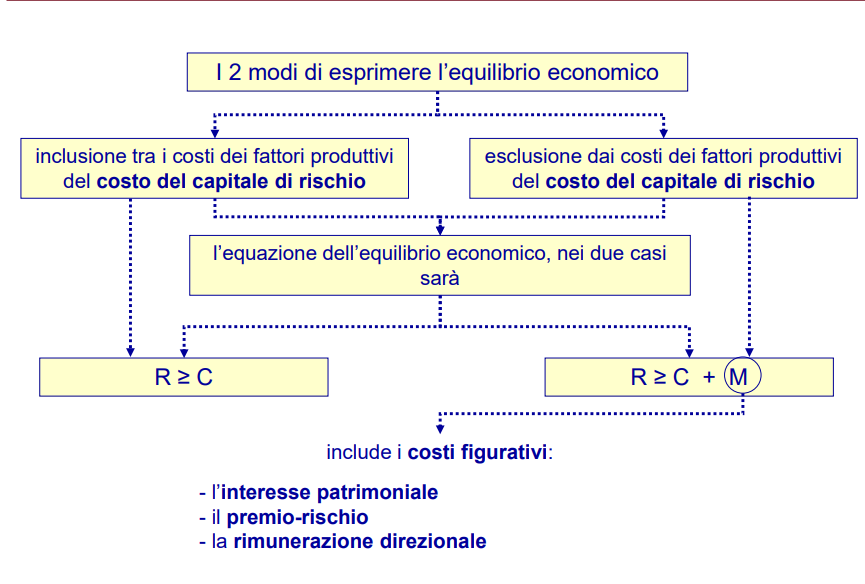 I 2 modi di esprimere l’equilibrio economico
inclusione tra i costi dei fattori produttivi
del costo del capitale di rischio
esclusione dai costi dei fattori produttivi
del costo del capitale di rischio
l’equazione dell’equilibrio economico, nei due casi
sarà
R ≥ C
R ≥ C + M
include i costi figurativi:
- l’interesse patrimoniale
- il premio-rischio
- la rimunerazione direzionale